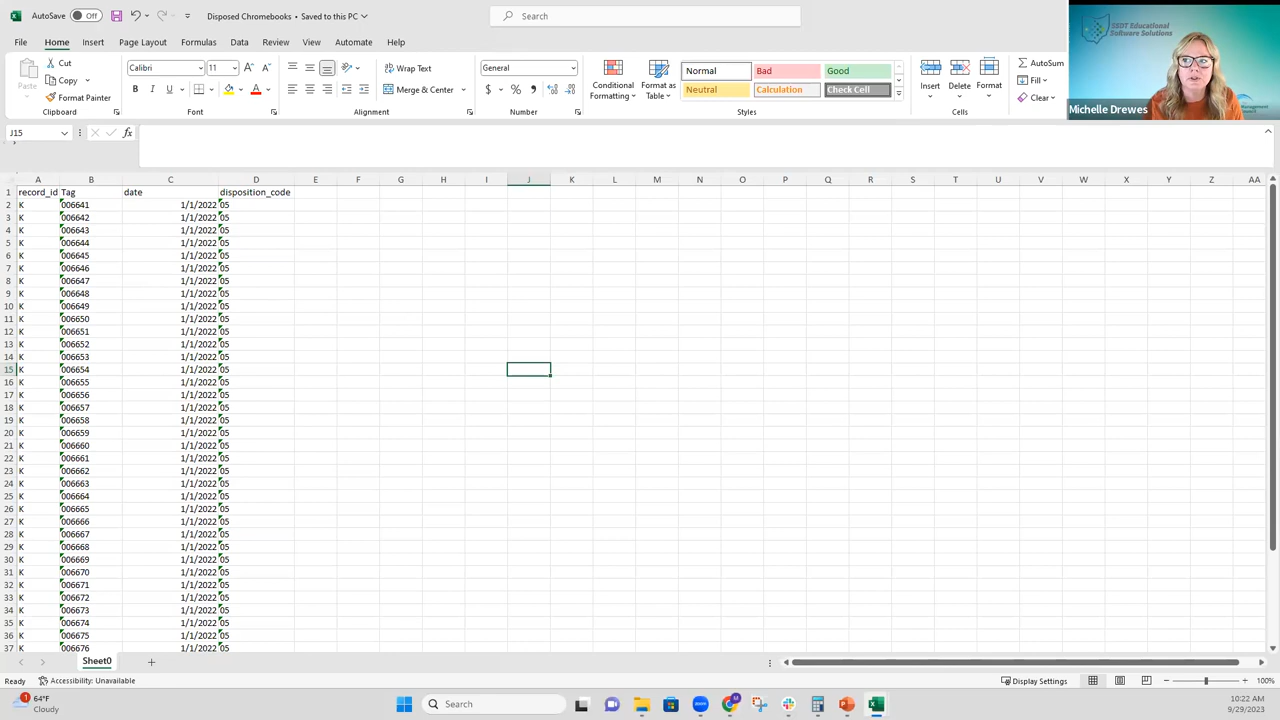 AutoSave Off Disposed Chromebooks • Saved to this PC Search
SSDT Educational
Software Solutions
File Home Insert Page Layout Formulas Data Review View Automate Help
Paste Cut Calibri 11 Wrap Text General Conditional Formatting Format as Table Normal Bad Good Insert Delete Format AutoSum
Copy Fill
Format Painter B I U Merge & Center $ % Neutral Calculation Check Cell Clear
Clipboard Font Alignment Number Styles Cells
Michelle Drewes
J15 fx
A B C D E F G H I J K L M N O P Q R S T U V W X Y Z AA
1 record_id Tag date disposition_code
2 K 006641 1/1/2022 05
3 K 006642 1/1/2022 05
4 K 006643 1/1/2022 05
5 K 006644 1/1/2022 05
6 K 006645 1/1/2022 05
7 K 006646 1/1/2022 05
8 K 006647 1/1/2022 05
9 K 006648 1/1/2022 05
10 K 006649 1/1/2022 05
11 K 006650 1/1/2022 05
12 K 006651 1/1/2022 05
13 K 006652 1/1/2022 05
14 K 006653 1/1/2022 05
15 K 006654 1/1/2022 05
16 K 006655 1/1/2022 05
17 K 006656 1/1/2022 05
18 K 006657 1/1/2022 05
19 K 006658 1/1/2022 05
20 K 006659 1/1/2022 05
21 K 006660 1/1/2022 05
22 K 006661 1/1/2022 05
23 K 006662 1/1/2022 05
24 K 006663 1/1/2022 05
25 K 006664 1/1/2022 05
26 K 006665 1/1/2022 05
27 K 006666 1/1/2022 05
28 K 006667 1/1/2022 05
29 K 006668 1/1/2022 05
30 K 006669 1/1/2022 05
31 K 006670 1/1/2022 05
32 K 006671 1/1/2022 05
33 K 006672 1/1/2022 05
34 K 006673 1/1/2022 05
35 K 006674 1/1/2022 05
36 K 006675 1/1/2022 05
37 K 006676 1/1/2022 05
Sheet0
Ready Accessibility: Unavailable Display Settings 100%
1 64°F
Cloudy
Search
10:22 AM
9/29/2023